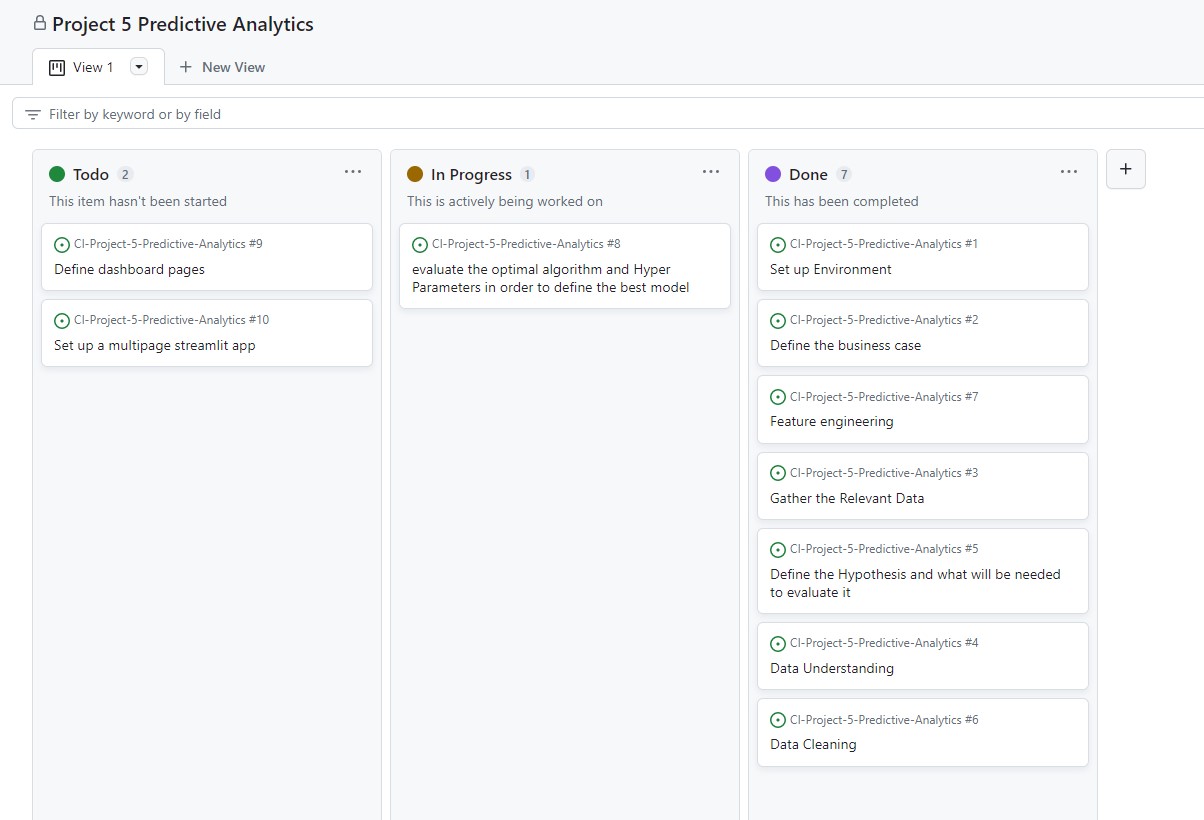 Project 5 Predictive Analytics
View 1
New View
Filter by keyword or by field
Todo 2
This item hasn't been started
CI-Project-5-Predictive-Analytics #9
Define dashboard pages
CI-Project-5-Predictive-Analytics #10
Set up a multipage streamlit app
In Progress 1
This is actively being worked on
CI-Project-5-Predictive-Analytics #8
evaluate the optimal algorithm and Hyper
Parameters in order to define the best model
Done 7
This has been completed
CI-Project-5-Predictive-Analytics #1
Set up Environment
CI-Project-5-Predictive-Analytics #2
Define the business case
CI-Project-5-Predictive-Analytics #7
Feature engineering
CI-Project-5-Predictive-Analytics #3
Gather the Relevant Data
CI-Project-5-Predictive-Analytics #5
Define the Hypothesis and what will be needed
to evaluate it
CI-Project-5-Predictive-Analytics #4
Data Understanding
CI-Project-5-Predictive-Analytics #6
Data Cleaning